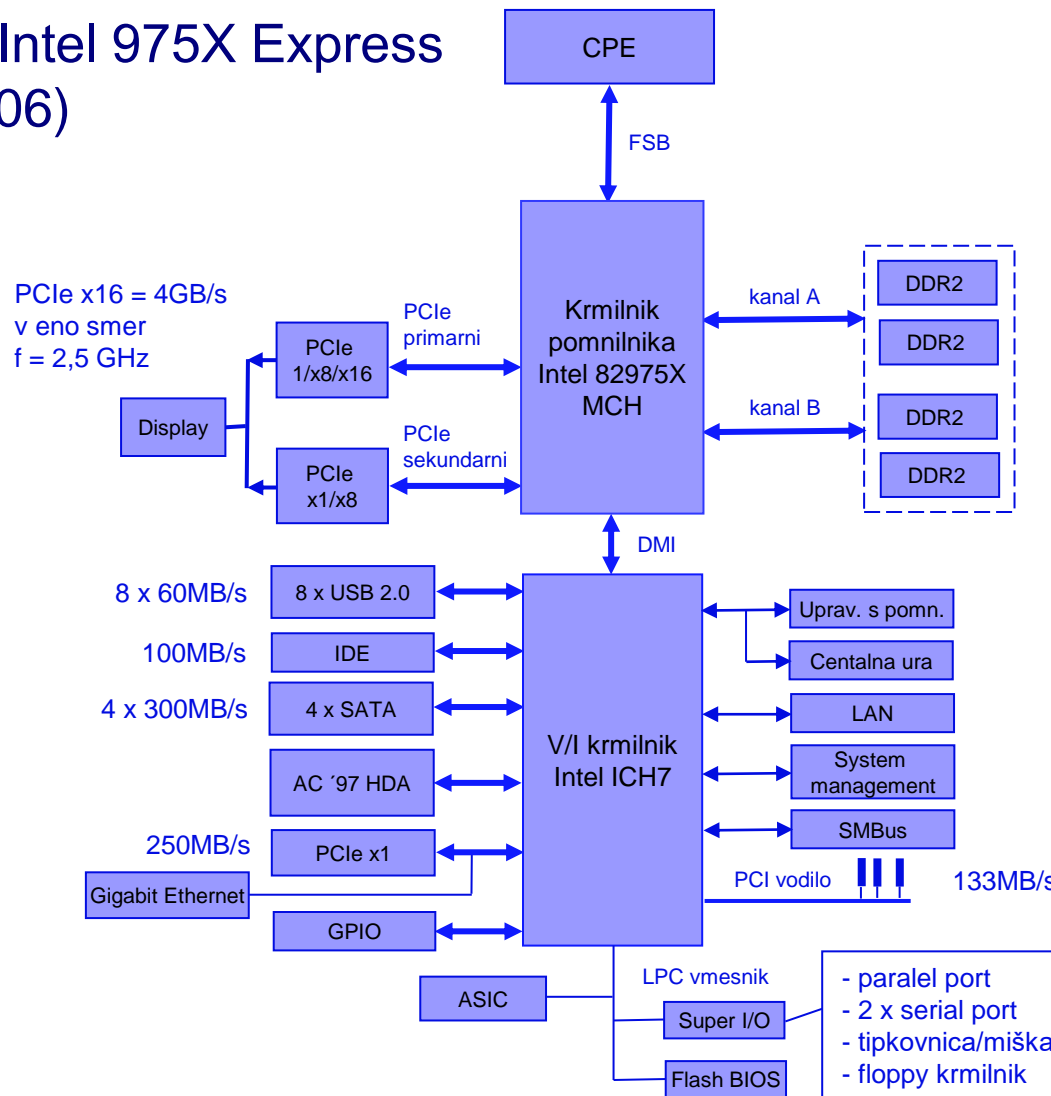 Intel 975X Express
06)
CPE
FSB
PCIe x16 = 4GB/s
v eno smer
f = 2,5 GHz
PCIe
primarni
PCIe
1/x8/x16
Display
PCIe
sekundarni
PCIe
x1/x8
Krmilnik
pomnilnika
Intel 82975X
MCH
kanal A
kanal B
DDR2
DDR2
DDR2
DDR2
DMI
8 x 60MB/s
8 x USB 2.0
100MB/s
IDE
4 x 300MB/s
4 x SATA
AC ´97 HDA
250MB/s
PCIe x1
Gigabit Ethernet
GPIO
V/I krmilnik
Intel ICH7
Uprav. s pomn.
Centalna ura
LAN
System
management
SMBus
PCI vodilo
133MB/s
LPC vmesnik
ASIC
Super I/O
Flash BIOS
- paralel port
- 2 x serial port
- tipkovnica/miška
- floppy krmilnik